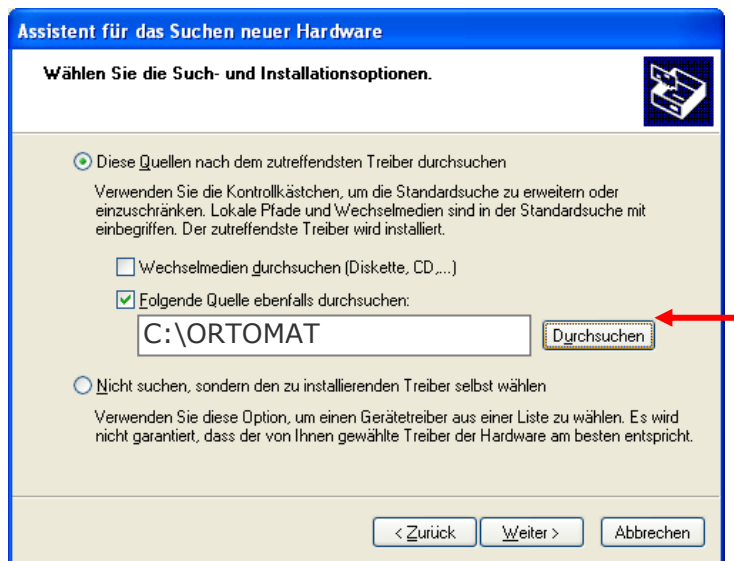 Assistent für das Suchen neuer Hardware
Wählen Sie die Such- und Installationsoptionen.
Diese Quellen nach dem zutreffendsten Treiber durchsuchen
Verwenden Sie die Kontrollkästchen, um die Standardsuche zu erweitern oder
einzuschränken. Lokale Pfade und Wechselmedien sind in der Standardsuche mit
einbegriffen. Der zutreffendste Treiber wird installiert.
Wechselmedien durchsuchen (Diskette, CD,...)
Folgende Quelle ebenfalls durchsuchen:
C:\ORTOMAT
Durchsuchen
Nicht suchen, sondern den zu installierenden Treiber selbst wählen
Verwenden Sie diese Option, um einen Gerätetreiber aus einer Liste zu wählen. Es wird
nicht garantiert, dass der von Ihnen gewählte Treiber der Hardware am besten entspricht.
< Zurück Weiter > Abbrechen